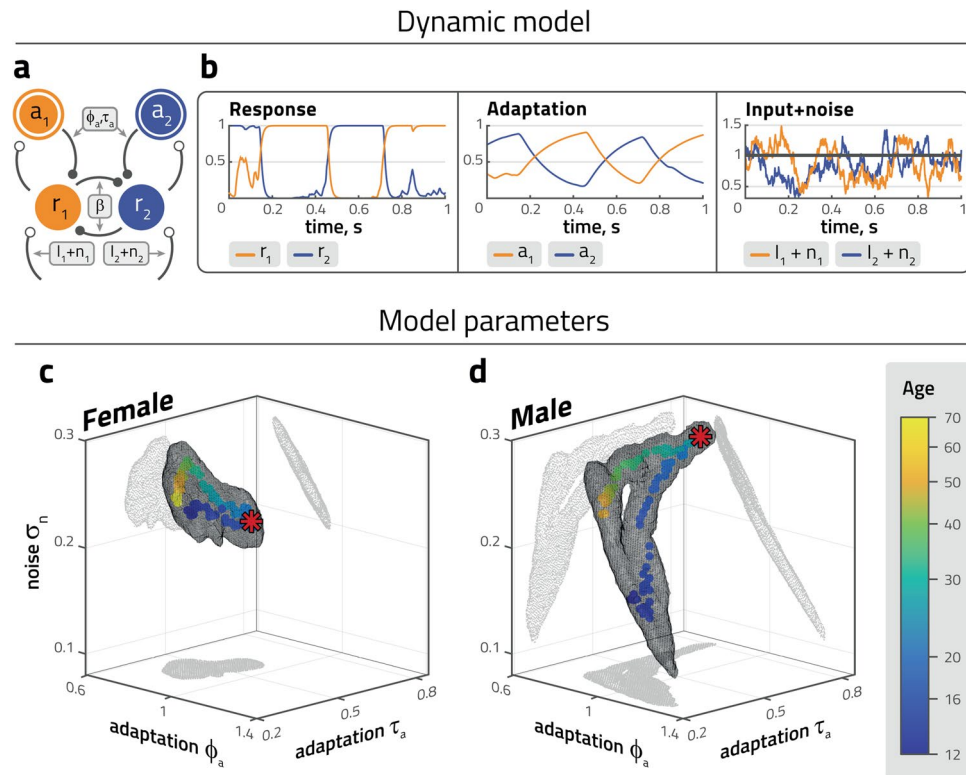 Dynamic model
a
b
a1
a2
ϕa,τa
r1
β
r2
I1+n1
I2+n2
Response
1
0.5
0
0.2
0.4
0.6
0.8
1
time, s
r1
r2
Adaptation
1
0.5
0
0.2
0.4
0.6
0.8
1
time, s
a1
a2
Input+noise
1.5
1
0.5
0
0.2
0.4
0.6
0.8
1
time, s
I1 + n1
I2 + n2
Model parameters
c
Female
0.3
0.2
0.1
noise σn
0.6
1
1.4
adaptation ϕa
0.2
0.5
0.8
adaptation τa
d
Male
0.3
0.2
0.1
0.6
1
1.4
adaptation ϕa
0.2
0.5
0.8
adaptation τa
Age
70
50
40
30
20
16
12